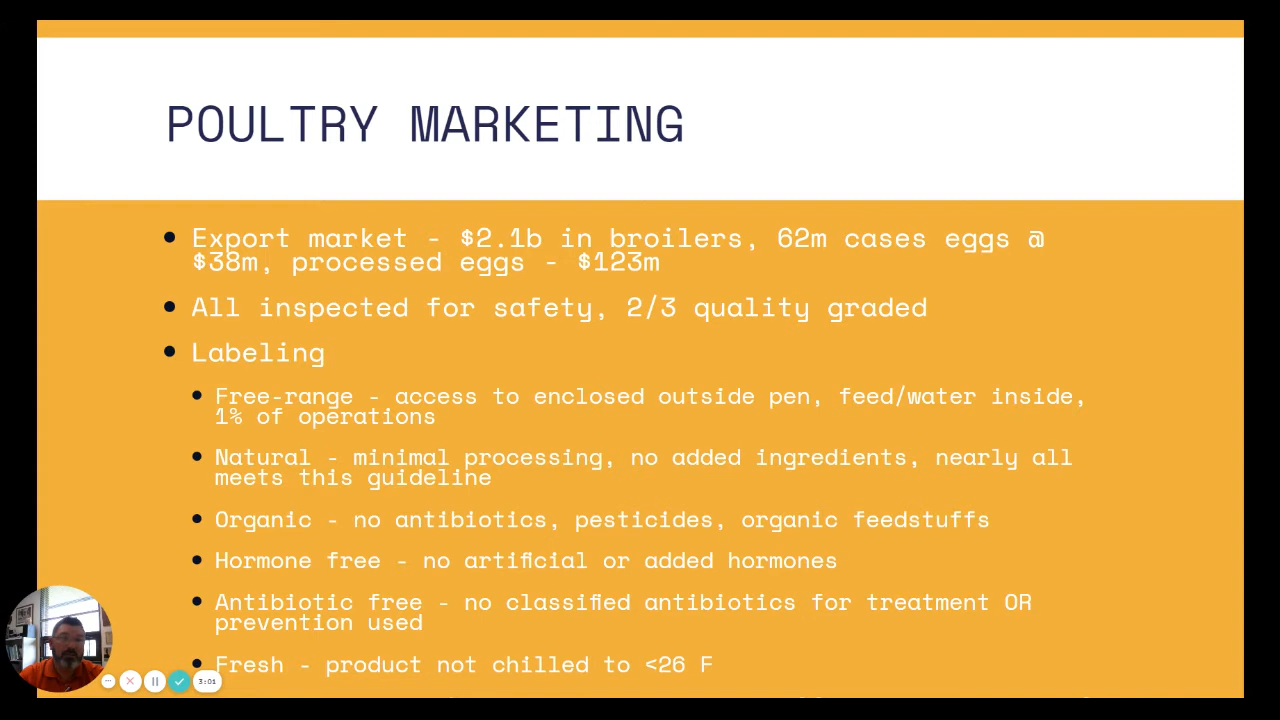 POULTRY MARKETING
Export market - $2.1b in broilers, 62m cases eggs @
$38m, processed eggs - $123m
All inspected for safety, 2/3 quality graded
Labeling
Free-range - access to enclosed outside pen, feed/water inside,
1% of operations
Natural - minimal processing, no added ingredients, nearly all
meets this guideline
Organic - no antibiotics, pesticides, organic feedstuffs
Hormone free - no artificial or added hormones
Antibiotic free - no classified antibiotics for treatment OR
prevention used
Fresh - product not chilled to <26 F
3:01